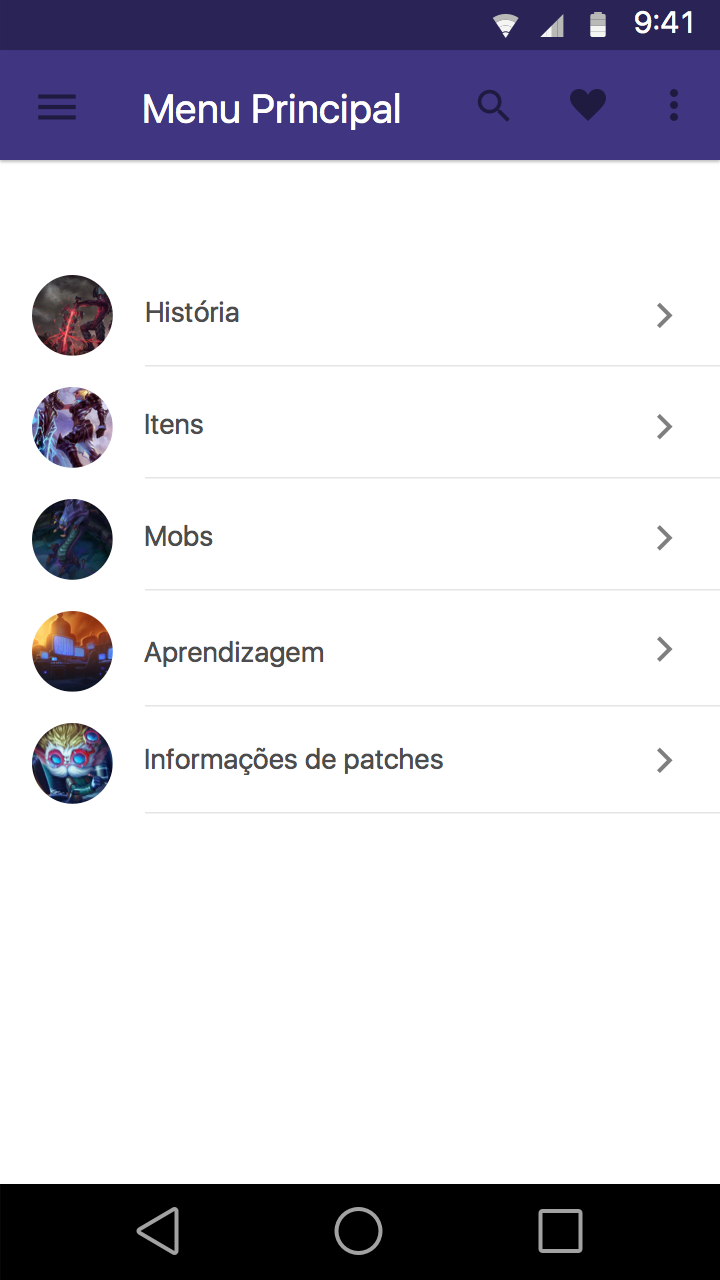 9:41
Menu Principal
História
Itens
Mobs
Aprendizagem
Informações de patches